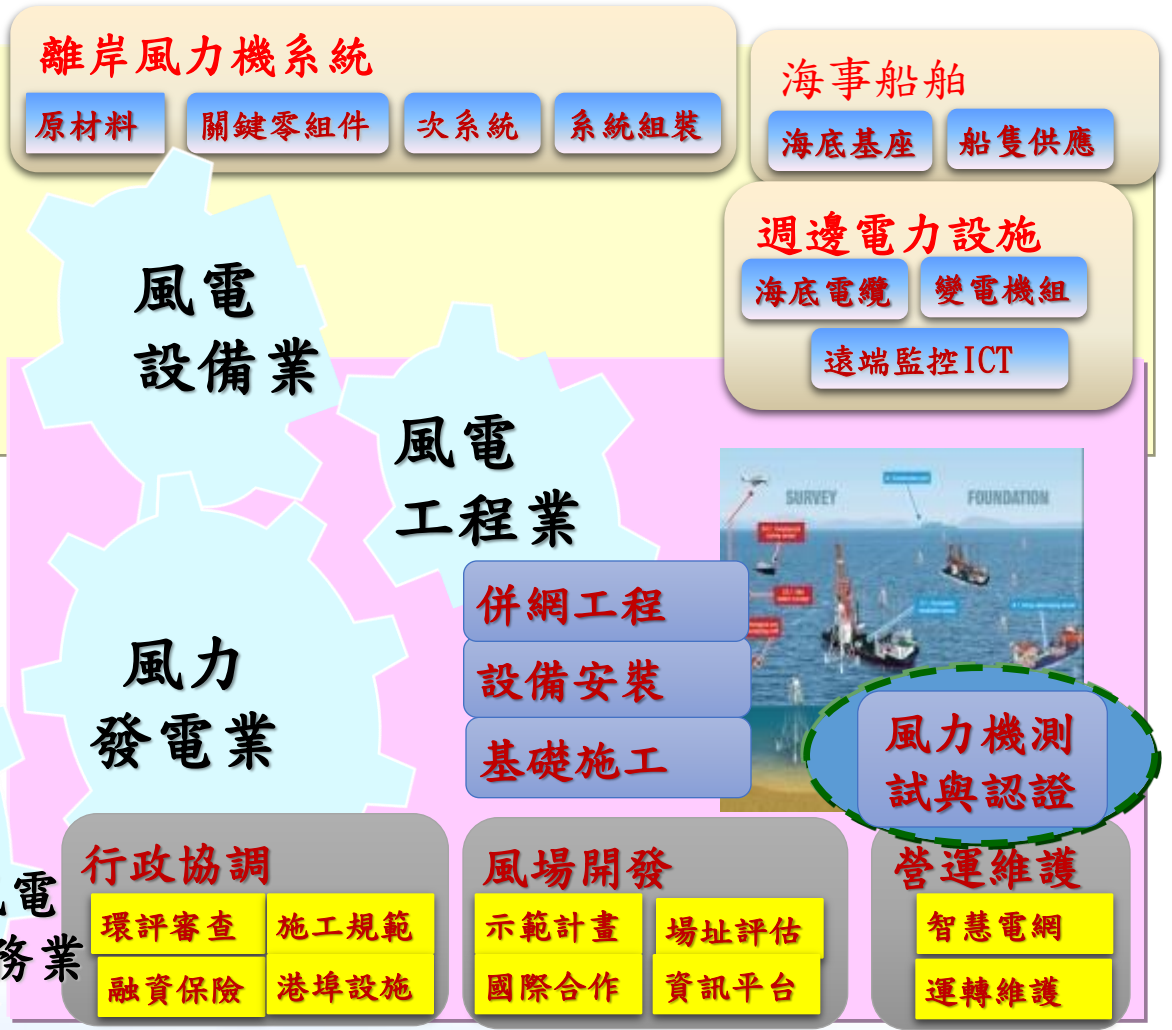 離岸風力機系統
原材料
關鍵零組件
次系統
系統組裝
海事船舶
海底基座
船隻供應
週邊電力設施
海底電纜
變電機組
遠端監控ICT
風電
設備業
風電
工程業
SURVEY
FOUNDATION
併網工程
設備安裝
基礎施工
風力
發電業
風力機測
試與認證
電
務業
行政協調
環評審查
施工規範
融資保險
港埠設施
風場開發
示範計畫
場址評估
國際合作
資訊平台
營運維護
智慧電網
運轉維護